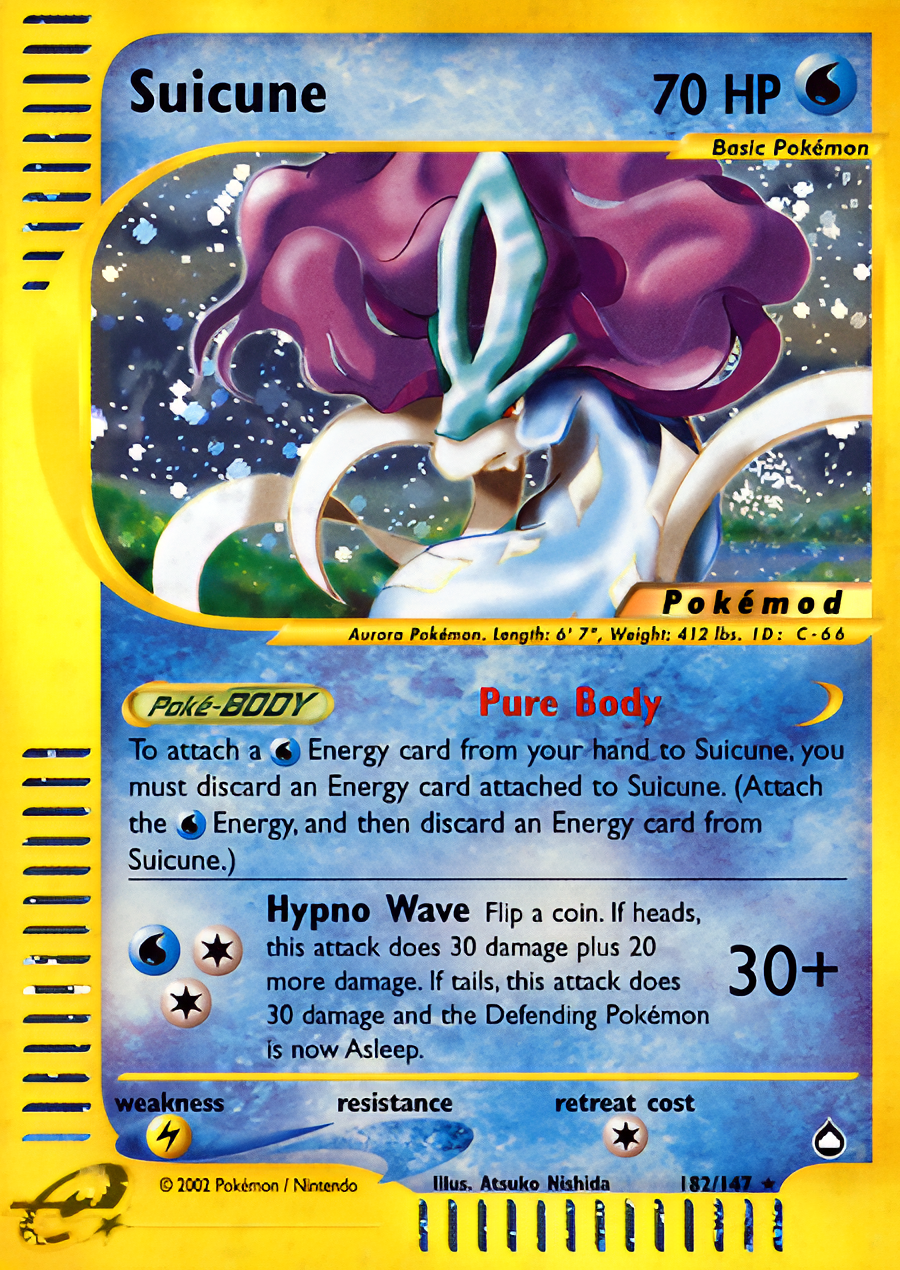 Suicune
70 HP
Basic Pokémon
Pokémod
Aurora Pokémon. Length: 6' 7", Weight: 412 lbs. ID: C-66
Poké-BODY
Pure Body
To attach a Energy card from your hand to Suicune, you
must discard an Energy card attached to Suicune. (Attach
the Energy, and then discard an Energy card from
Suicune.)
Hypno Wave Flip a coin. If heads,
this attack does 30 damage plus 20
more damage. If tails, this attack does
30 damage and the Defending Pokémon
is now Asleep.
30+
weakness
resistance
retreat cost
© 2002 Pokémon / Nintendo
Illus. Atsuko Nishida
182/147 ★